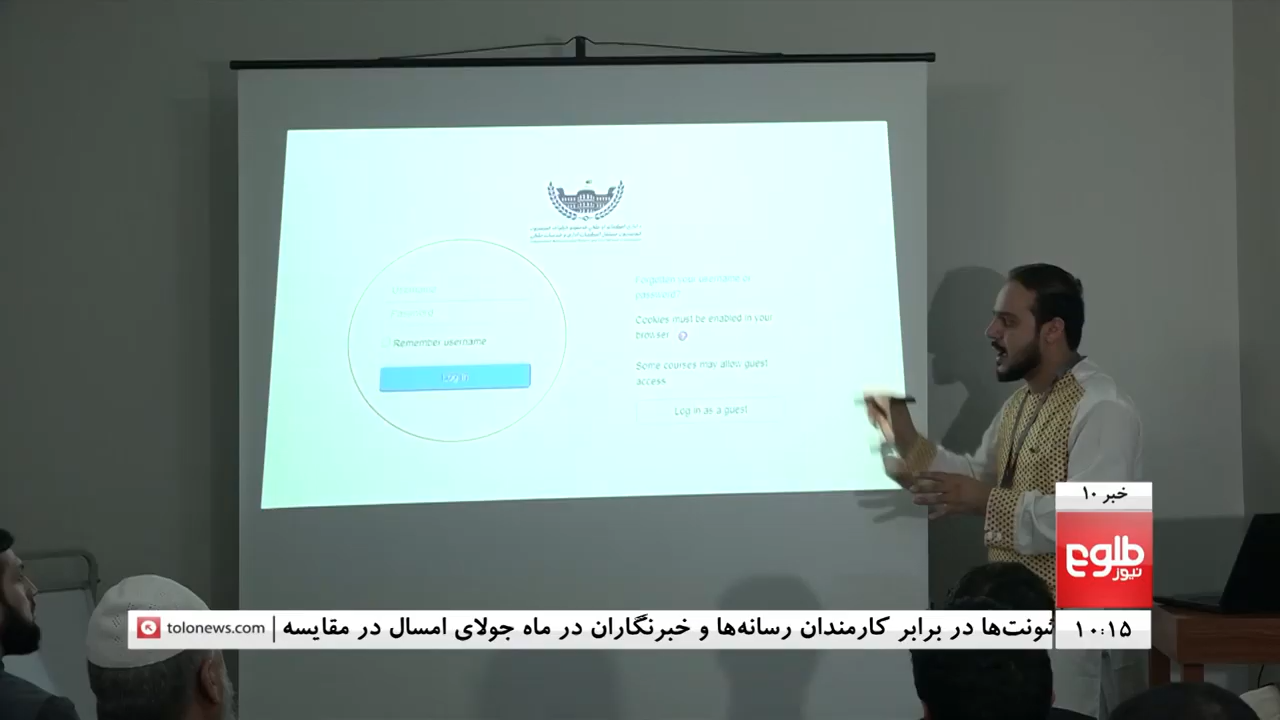 Remember username
Log in
Forgotten your username or
password?
Cookies must be enabled in your
browser
Some courses may allow guest
access
Log in as a guest
خبر ۱۰
طلوع
نیوز
۱۰:۱۵
شونت‌ها در برابر کارمندان رسانه‌ها و خبرنگاران در ماه جولای امسال در مقایسه
tolonews.com